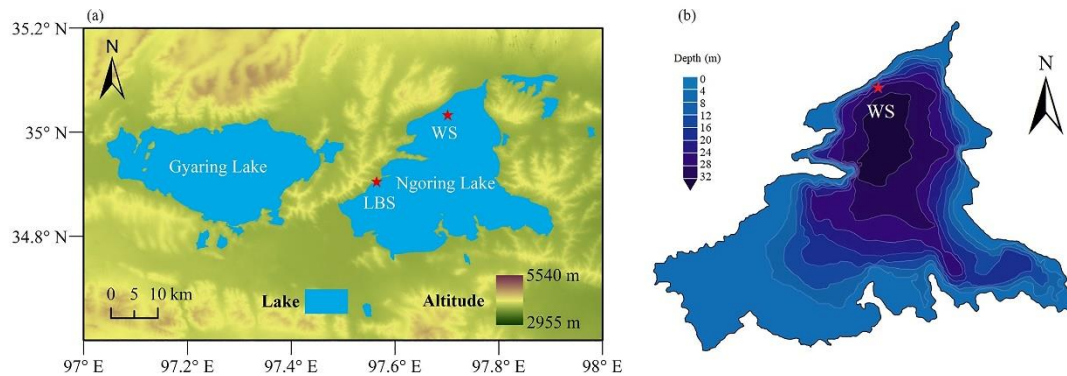 (a)
35.2° N
N
WS
35° N
Gyaring Lake
Ngoring Lake
LBS
34.8° N
5540 m
0 5 10 km
Lake
Altitude
2955 m
97° E
97.2° E
97.4° E
97.6° E
97.8° E
98° E
(b)
Depth (m)
0
4
8
12
16
20
24
28
32
WS
N